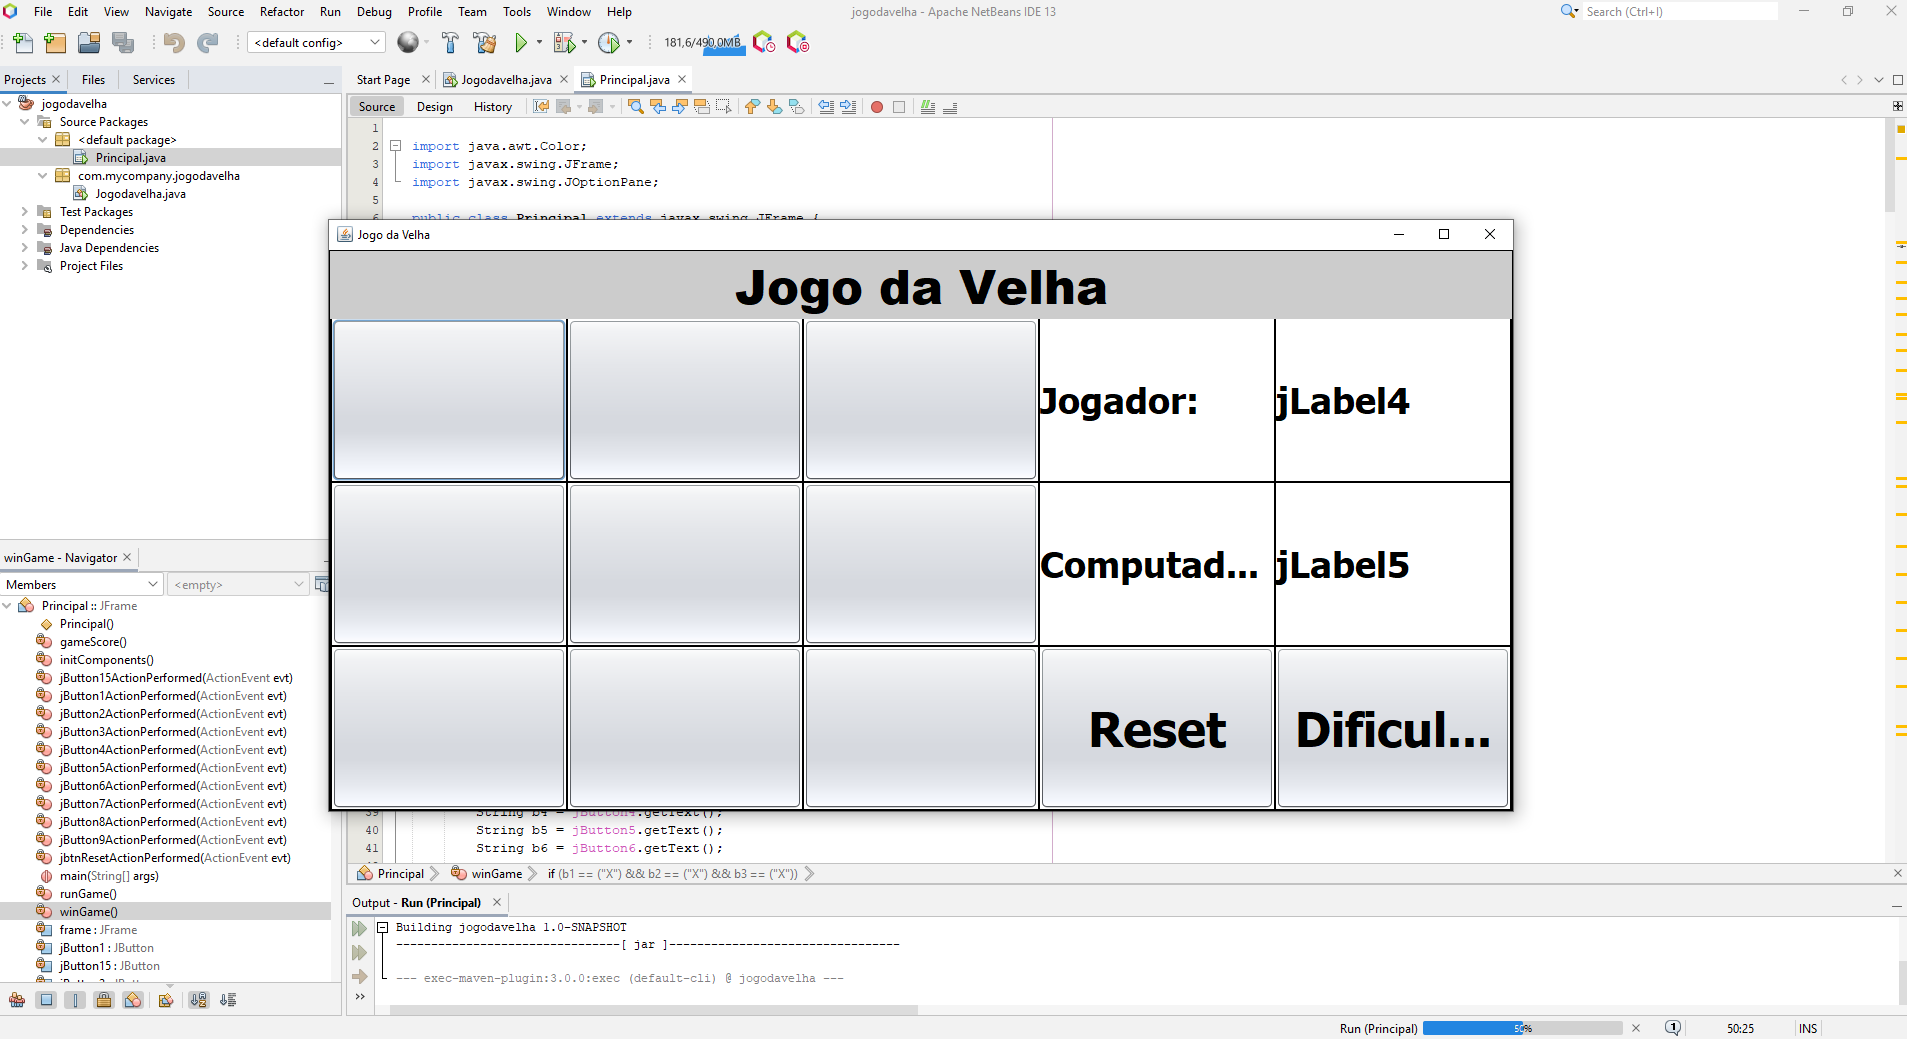 File Edit View Navigate Source Refactor Run Debug Profile Team Tools Window Help
jogodavelha - Apache NetBeans IDE 13
Search (Ctrl+I)
<default config>
181,6/490,0MB
Projects Files Services
Start Page Jogodavelha.java Principal.java
jogodavelha
Source Packages
<default package>
Principal.java
com.mycompany.jogodavelha
Jogodavelha.java
Test Packages
Dependencies
Java Dependencies
Project Files
Source Design History
1
2 import java.awt.Color;
3 import javax.swing.JFrame;
4 import javax.swing.JOptionPane;
5
6 public class Principal extends javax.swing.JFrame {
Jogo da Velha
Jogo da Velha
Jogador: jLabel4
Computad... jLabel5
Reset Dificul...
39 String b4 = jButton4.getText();
40 String b5 = jButton5.getText();
41 String b6 = jButton6.getText();
Principal winGame if (b1 == ("X") && b2 == ("X") && b3 == ("X"))
winGame - Navigator
Members <empty>
Principal :: JFrame
Principal()
gameScore()
initComponents()
jButton15ActionPerformed(ActionEvent evt)
jButton1ActionPerformed(ActionEvent evt)
jButton2ActionPerformed(ActionEvent evt)
jButton3ActionPerformed(ActionEvent evt)
jButton4ActionPerformed(ActionEvent evt)
jButton5ActionPerformed(ActionEvent evt)
jButton6ActionPerformed(ActionEvent evt)
jButton7ActionPerformed(ActionEvent evt)
jButton8ActionPerformed(ActionEvent evt)
jButton9ActionPerformed(ActionEvent evt)
jbtnResetActionPerformed(ActionEvent evt)
main(String[] args)
runGame()
winGame()
frame : JFrame
jButton1 : JButton
jButton15 : JButton
Output - Run (Principal)
Building jogodavelha 1.0-SNAPSHOT
--------------------------------[ jar ]---------------------------------
--- exec-maven-plugin:3.0.0:exec (default-cli) @ jogodavelha ---
Run (Principal) 50% 1 50:25 INS